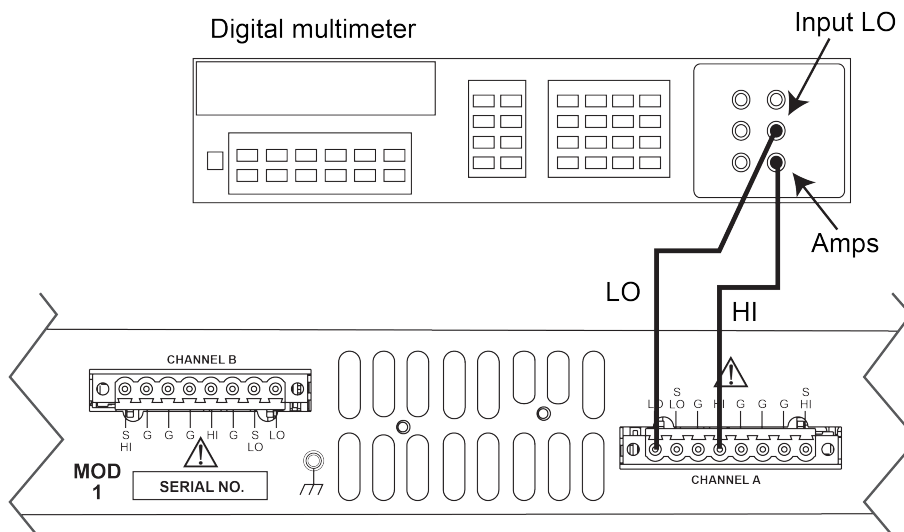 Digital multimeter
Input LO
Amps
LO
HI
CHANNEL B
S HI G G G HI G S LO LO
MOD 1
SERIAL NO.
LO S LO G HI G G G S HI
CHANNEL A